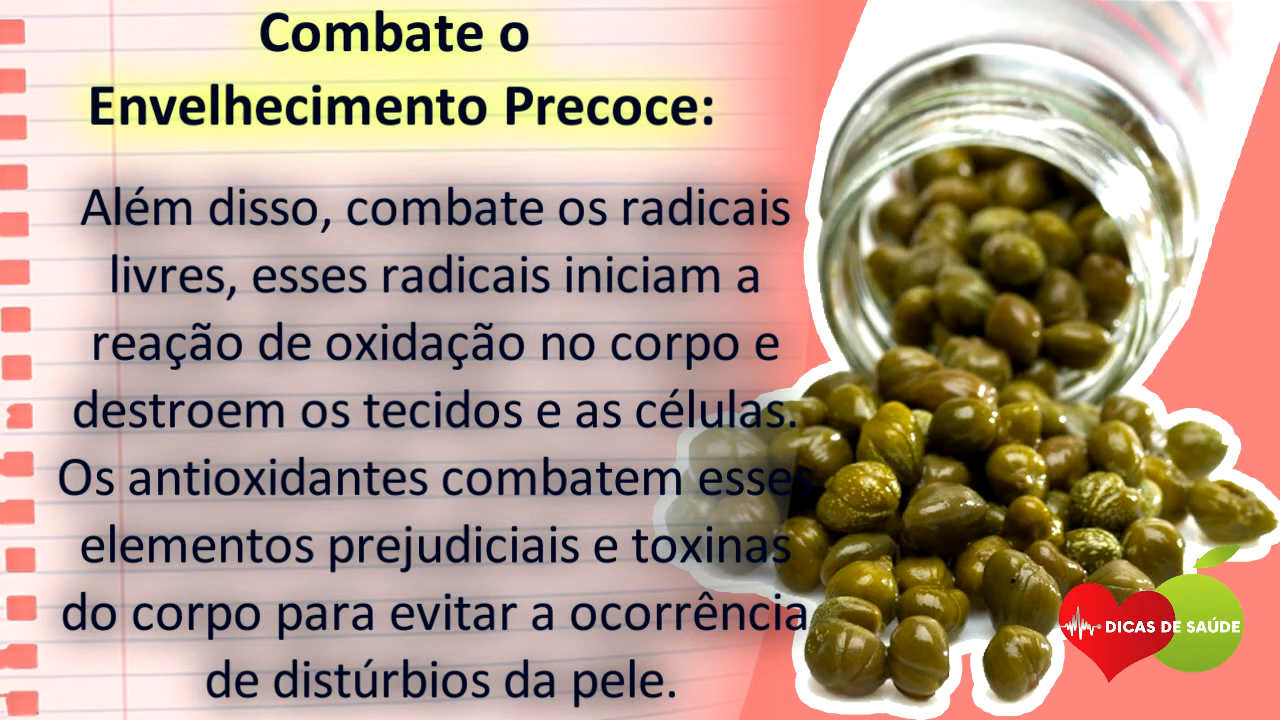 Combate o
Envelhecimento Precoce:
Além disso, combate os radicais
livres, esses radicais iniciam a
reação de oxidação no corpo e
destroem os tecidos e as células.
Os antioxidantes combatem esses
elementos prejudiciais e toxinas
do corpo para evitar a ocorrência
de distúrbios da pele.
DICAS DE SAÚDE